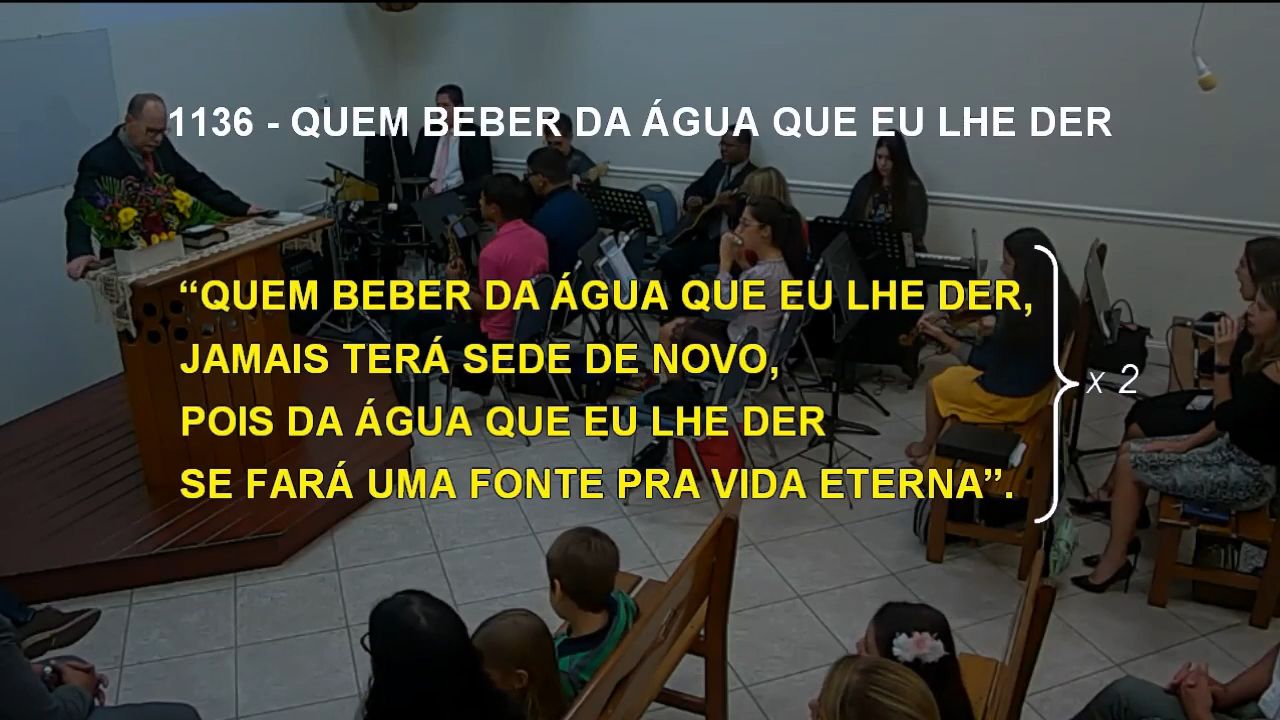 1136 - QUEM BEBER DA ÁGUA QUE EU LHE DER
“QUEM BEBER DA ÁGUA QUE EU LHE DER,
JAMAIS TERÁ SEDE DE NOVO,
POIS DA ÁGUA QUE EU LHE DER
SE FARÁ UMA FONTE PRA VIDA ETERNA”.
x 2